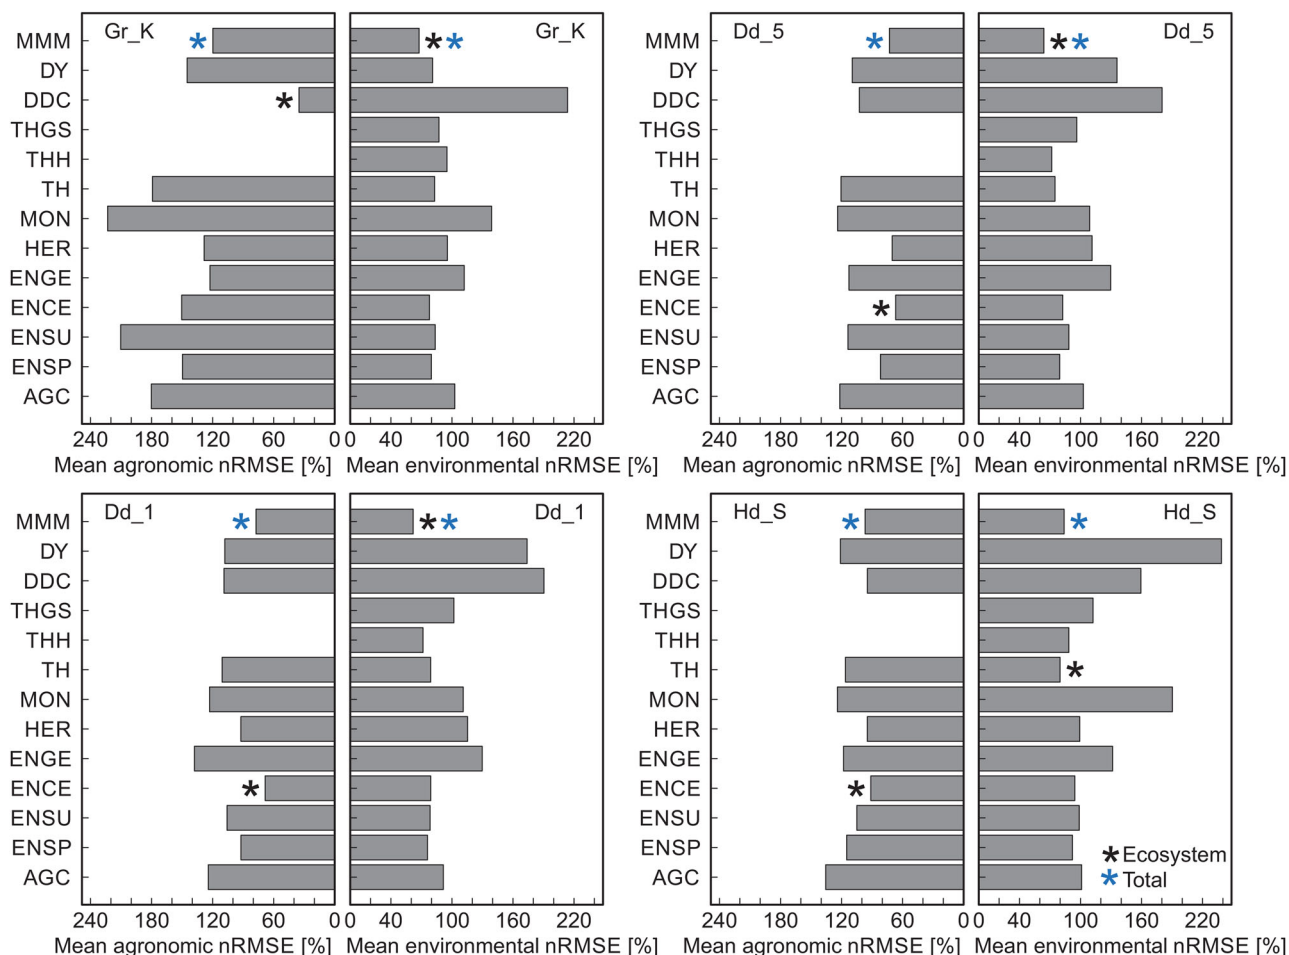 Gr_K Gr_K
MMM * * *
DY
DDC *
THGS
THH
TH
MON
HER
ENGE
ENCE
ENSU
ENSP
AGC
240 180 120 60 0 0 40 100 160 220
Mean agronomic nRMSE [%] Mean environmental nRMSE [%]
Dd_5 Dd_5
MMM * * *
DY
DDC
THGS
THH
TH
MON
HER
ENGE
ENCE *
ENSU
ENSP
AGC
240 180 120 60 0 0 40 100 160 220
Mean agronomic nRMSE [%] Mean environmental nRMSE [%]
Dd_1 Dd_1
MMM * * *
DY
DDC
THGS
THH
TH
MON
HER
ENGE
ENCE *
ENSU
ENSP
AGC
240 180 120 60 0 0 40 100 160 220
Mean agronomic nRMSE [%] Mean environmental nRMSE [%]
Hd_S Hd_S
MMM * *
DY
DDC
THGS
THH
TH *
MON
HER
ENGE
ENCE *
ENSU
ENSP
AGC
* Ecosystem
* Total
240 180 120 60 0 0 40 100 160 220
Mean agronomic nRMSE [%] Mean environmental nRMSE [%]